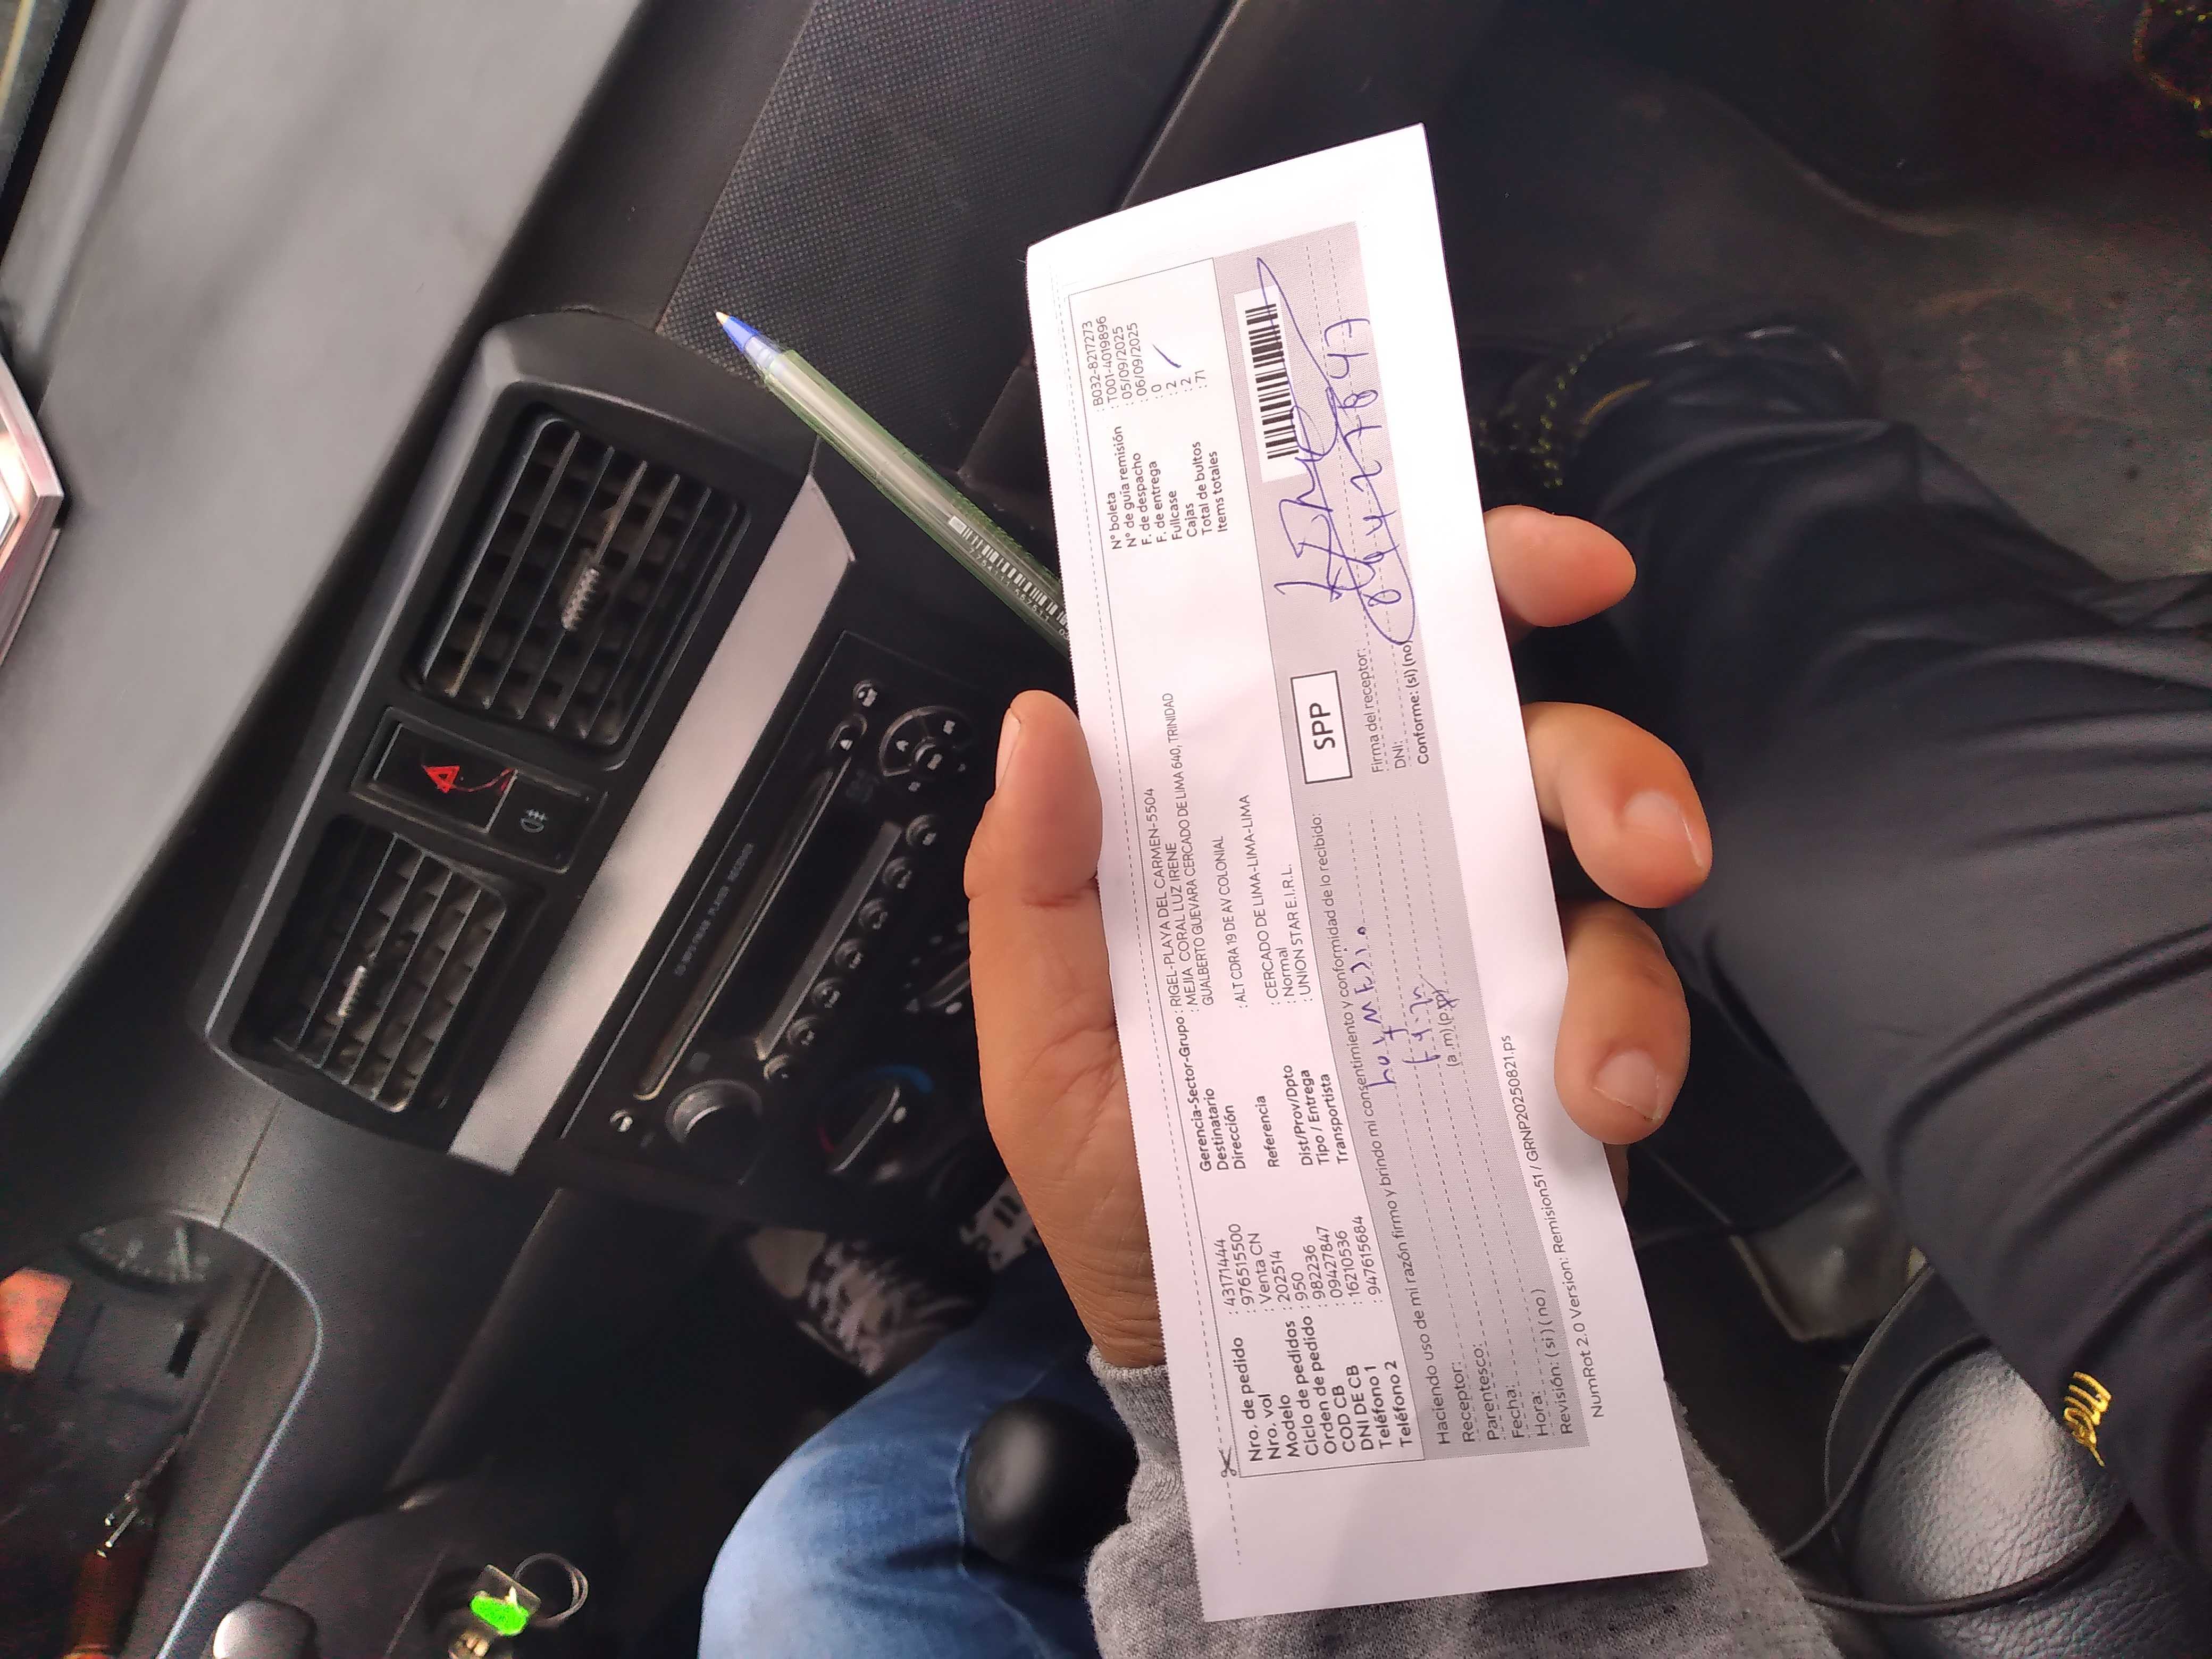 Nro. de pedido : 43171444
Nro. vol : 976515500
Modelo : Venta CN
Ciclo de pedidos : 202514
Orden de pedido : 950
COD CB : 982236
DNI DE CB : 09427847
Teléfono 1 : 16210536
Teléfono 2 : 947615684
Gerencia-Sector-Grupo : RIGEL-PLAYA DEL CARMEN-5504
Destinatario : MEJIA CORAL LUZ IRENE
Dirección GUALBERTO GUEVARA CERCADO DE LIMA 640, TRINIDAD
Referencia : ALT CDRA 19 DE AV COLONIAL
Dist/Prov/Dpto : CERCADO DE LIMA-LIMA-LIMA
Tipo / Entrega : Normal
Transportista : UNION STAR E.I.R.L.
N° boleta : B032-8217273
N° de guía remisión : T001-4019896
F. de despacho : 05/09/2025
F. de entrega : 06/09/2025
Fullcase : 0
Cajas : 2
Total de bultos : 2
Items totales : 71
Haciendo uso de mi razón firmo y brindo mi consentimiento y conformidad de lo recibido:
SPP
Receptor:
Parentesco:
Fecha:
Hora: (a.m) (p.m)
Revisión: (si) (no)
Firma del receptor:
DNI:
Conforme: (si) (no)
NumRot 2.0 Version: Remision51 / GRNP20250821.ps
CD/MP3/USB PLAYER RECEIVER